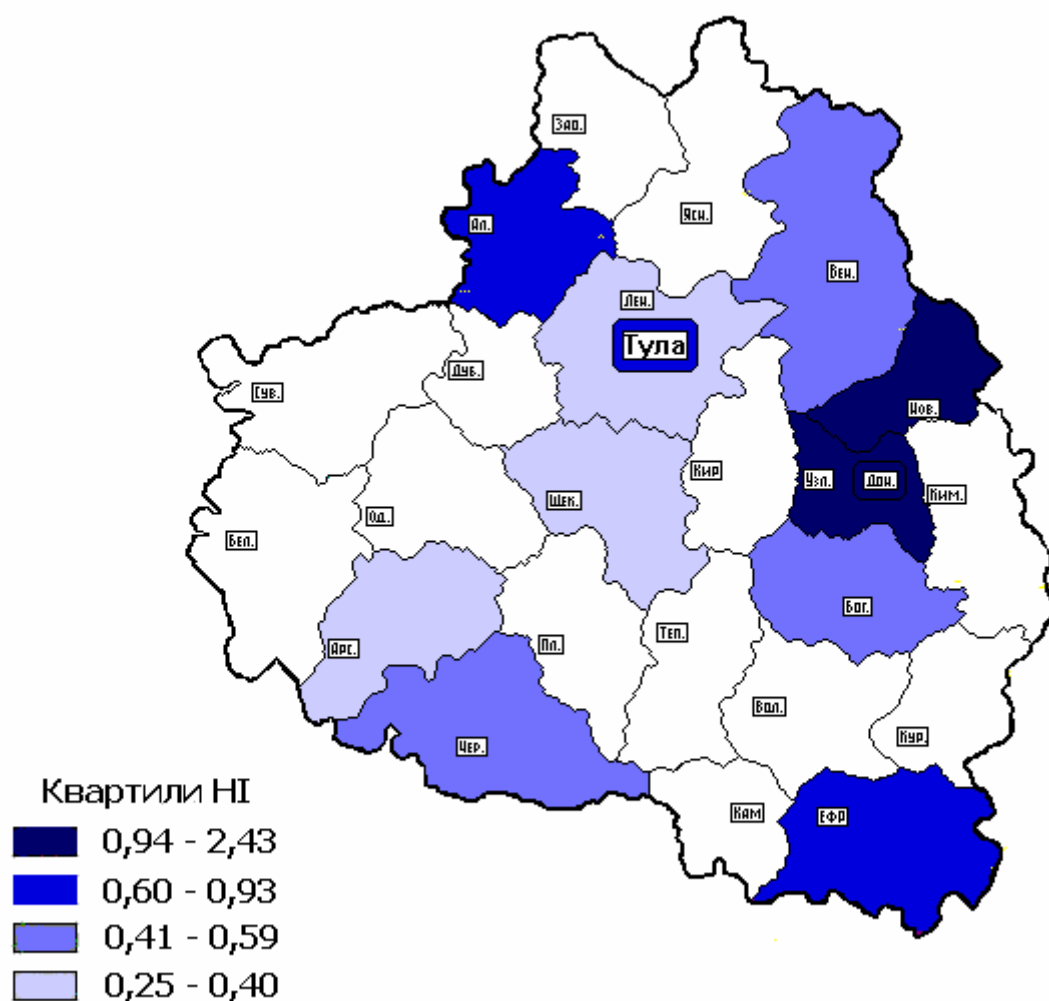 Зао.
Ясн.
Ал.
Вен.
Лен.
Тула
Дув.
Сув.
Нов.
Кир
Узл.
Дон.
Ким.
Щек.
Од.
Бел.
Бог.
Арс.
Пл.
Теп.
Вол.
Кур.
Чер.
Кам
ЕФР
Квартили HI
0,94 - 2,43
0,60 - 0,93
0,41 - 0,59
0,25 - 0,40